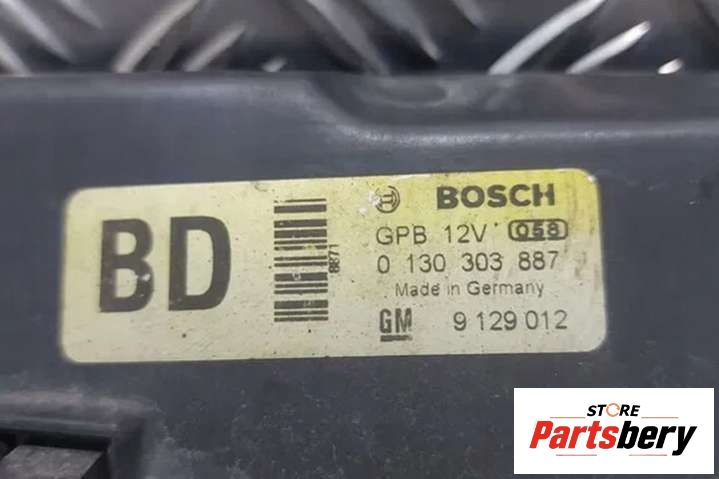 BD
8871
BOSCH
GPB 12V 058
0 130 303 887
Made in Germany
GM 9 129 012
STORE
Partsbery